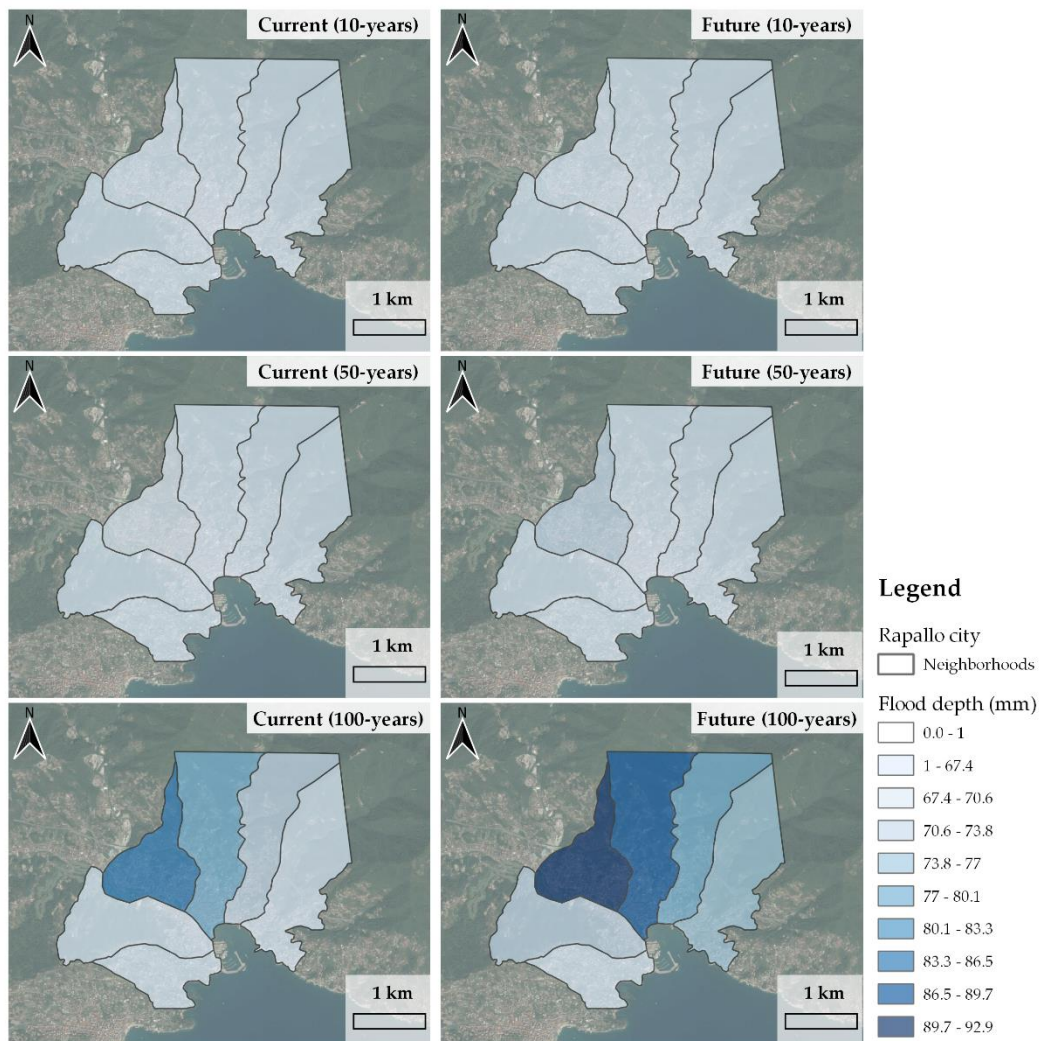 N
Current (10-years)
1 km
N
Future (10-years)
1 km
N
Current (50-years)
1 km
N
Future (50-years)
1 km
N
Current (100-years)
1 km
N
Future (100-years)
1 km
Legend
Rapallo city
Neighborhoods
Flood depth (mm)
0.0 - 1
1 - 67.4
67.4 - 70.6
70.6 - 73.8
73.8 - 77
77 - 80.1
80.1 - 83.3
83.3 - 86.5
86.5 - 89.7
89.7 - 92.9